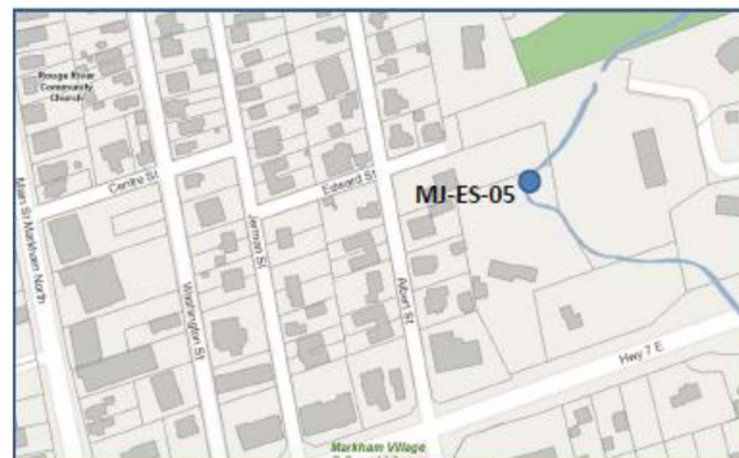 Rouge River
Community
Church
Centre St
Edward St
MJ-ES-05
Main St Markham North
Jerman St
Washington St
Albert St
Hwy 7 E
Markham Village